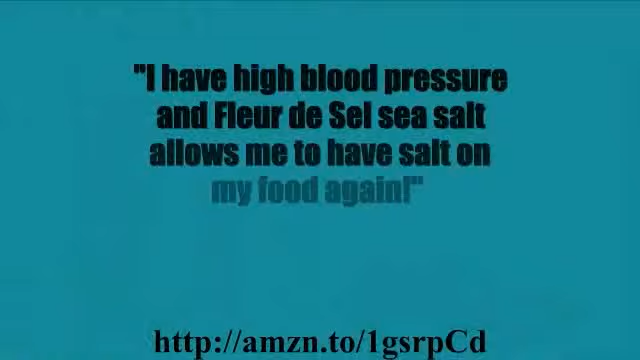 "I have high blood pressure
and Fleur de Sel sea salt
allows me to have salt on
my food again!"
http://amzn.to/1gsrpCd